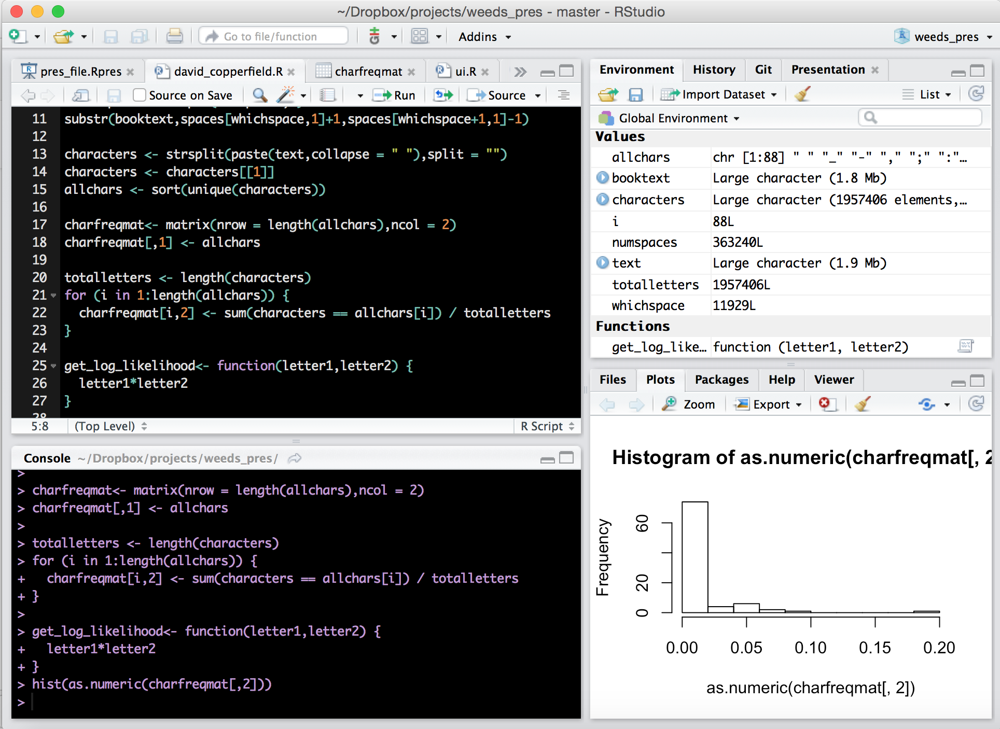 ~/Dropbox/projects/weeds_pres - master - RStudio
Go to file/function
Addins
weeds_pres
pres_file.Rpres
david_copperfield.R
charfreqmat
ui.R
Source on Save
Run
Source
11 substr(booktext,spaces[whichspace,1]+1,spaces[whichspace+1,1]-1)
12
13 characters <- strsplit(paste(text,collapse = " "),split = "")
14 characters <- characters[[1]]
15 allchars <- sort(unique(characters))
16
17 charfreqmat<- matrix(nrow = length(allchars),ncol = 2)
18 charfreqmat[,1] <- allchars
19
20 totalletters <- length(characters)
21 for (i in 1:length(allchars)) {
22   charfreqmat[i,2] <- sum(characters == allchars[i]) / totalletters
23 }
24
25 get_log_likelihood<- function(letter1,letter2) {
26   letter1*letter2
27 }
28
5:8 (Top Level) R Script
Console ~/Dropbox/projects/weeds_pres/
>
> charfreqmat<- matrix(nrow = length(allchars),ncol = 2)
> charfreqmat[,1] <- allchars
>
> totalletters <- length(characters)
> for (i in 1:length(allchars)) {
+   charfreqmat[i,2] <- sum(characters == allchars[i]) / totalletters
+ }
>
> get_log_likelihood<- function(letter1,letter2) {
+   letter1*letter2
+ }
> hist(as.numeric(charfreqmat[,2]))
>
Environment History Git Presentation
Import Dataset List
Global Environment
Values
allchars chr [1:88] " " "_" "-" "," ";" ":"…
booktext Large character (1.8 Mb)
characters Large character (1957406 elements,…
i 88L
numspaces 363240L
text Large character (1.9 Mb)
totalletters 1957406L
whichspace 11929L
Functions
get_log_like… function (letter1, letter2)
Files Plots Packages Help Viewer
Zoom Export
Histogram of as.numeric(charfreqmat[, 2
Frequency
60
20
0
0.00 0.05 0.10 0.15 0.20
as.numeric(charfreqmat[, 2])